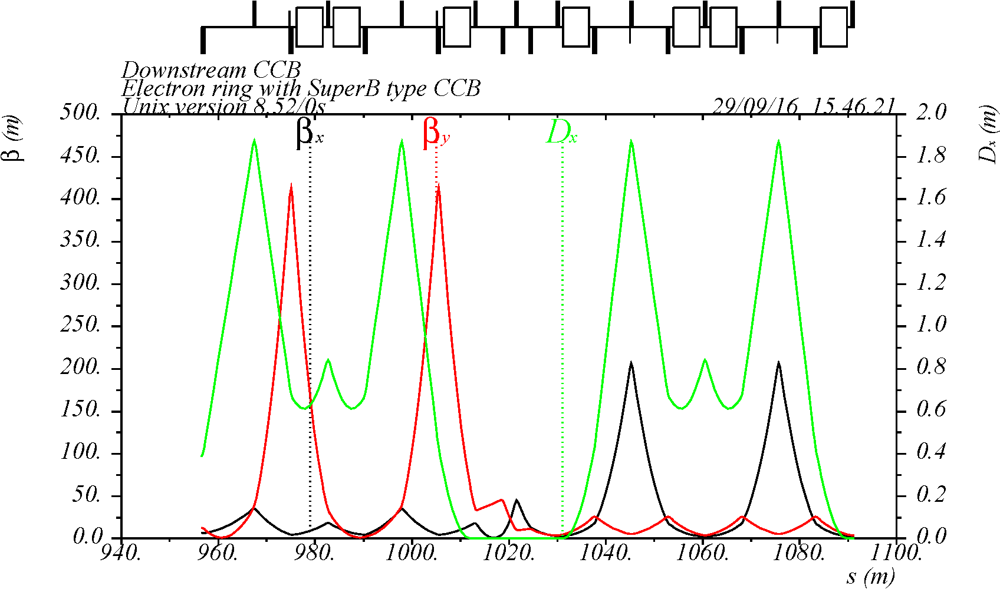 Downstream CCB
Electron ring with SuperB type CCB
Unix version 8.52/0s 29/09/16 15.46.21
β (m)
500.
450.
400.
350.
300.
250.
200.
150.
100.
50.
0.0
βx βy Dx
2.0
1.8
1.6
1.4
1.2
1.0
0.8
0.6
0.4
0.2
0.0
Dx (m)
940. 960. 980. 1000. 1020. 1040. 1060. 1080. 1100.
s (m)